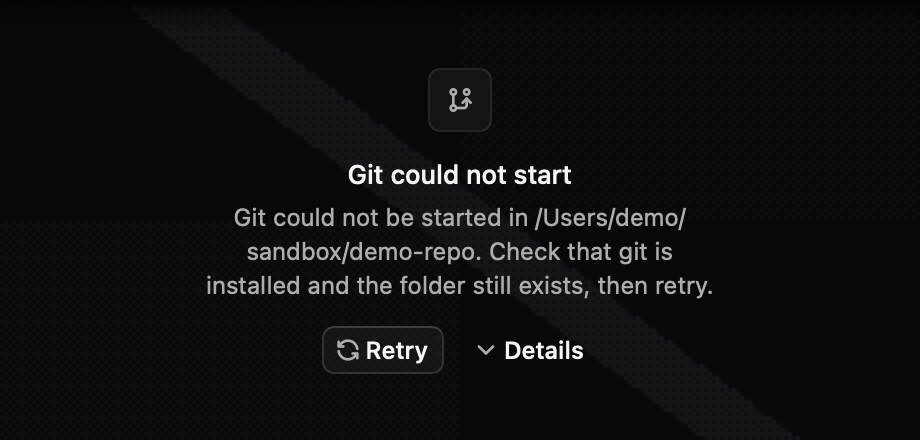 Git could not start
Git could not be started in /Users/demo/
sandbox/demo-repo. Check that git is
installed and the folder still exists, then retry.
Retry
Details